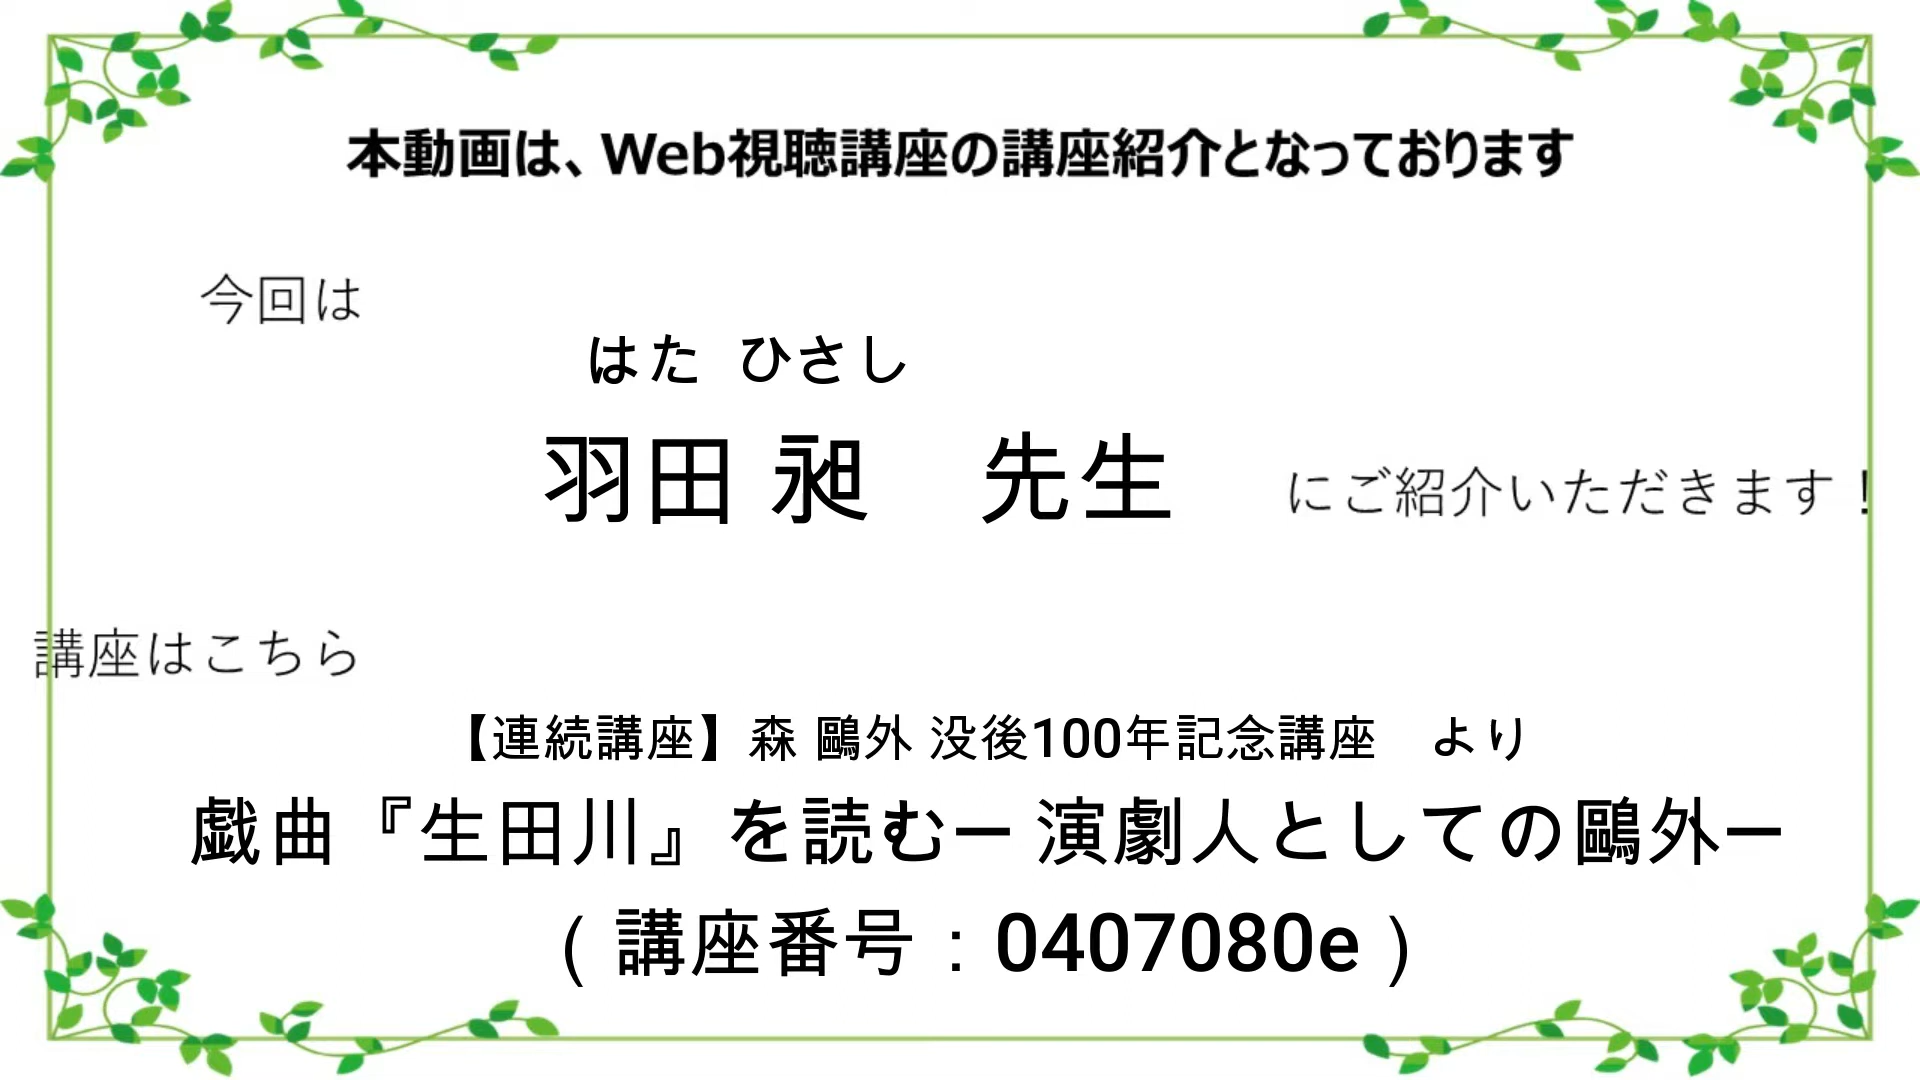 本動画は、Web視聴講座の講座紹介となっております
今回は
はた ひさし
羽田 昶　先生
にご紹介いただきます！
講座はこちら
【連続講座】森 鷗外 没後100年記念講座　より
戯曲『生田川』を読むー 演劇人としての鷗外ー
（ 講座番号：0407080e ）